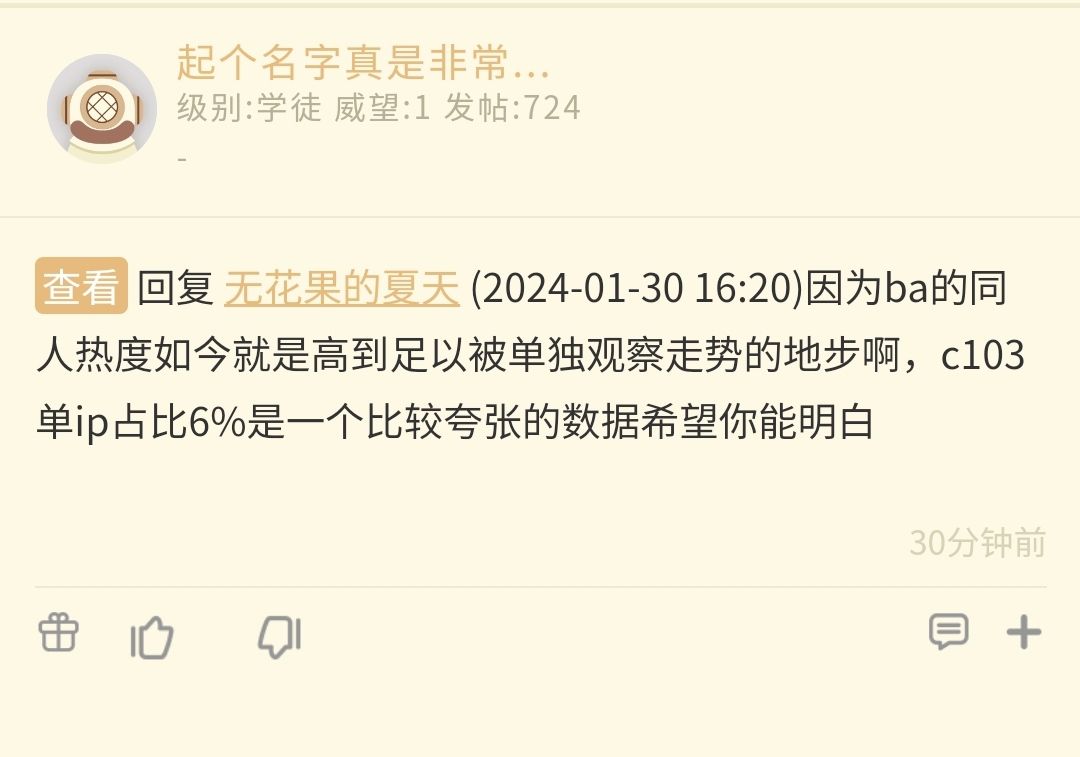 起个名字真是非常...
级别:学徒 威望:1 发帖:724
-
查看 回复 无花果的夏天 (2024-01-30 16:20)因为ba的同
人热度如今就是高到足以被单独观察走势的地步啊，c103
单ip占比6%是一个比较夸张的数据希望你能明白
30分钟前